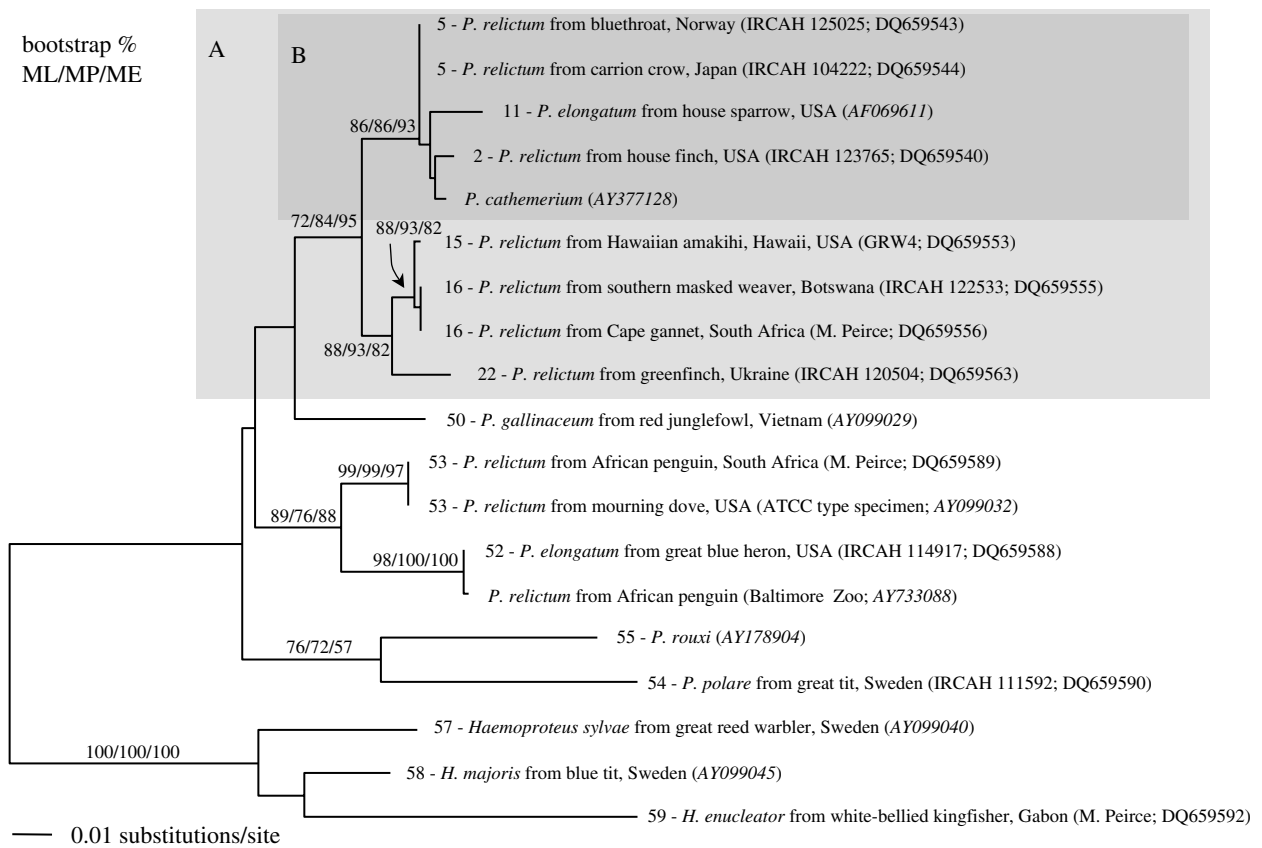 bootstrap %
ML/MP/ME
A
B
5 - P. relictum from bluethroat, Norway (IRCAH 125025; DQ659543)
5 - P. relictum from carrion crow, Japan (IRCAH 104222; DQ659544)
11 - P. elongatum from house sparrow, USA (AF069611)
86/86/93
2 - P. relictum from house finch, USA (IRCAH 123765; DQ659540)
P. cathemerium (AY377128)
72/84/95
88/93/82
15 - P. relictum from Hawaiian amakihi, Hawaii, USA (GRW4; DQ659553)
16 - P. relictum from southern masked weaver, Botswana (IRCAH 122533; DQ659555)
16 - P. relictum from Cape gannet, South Africa (M. Peirce; DQ659556)
88/93/82
22 - P. relictum from greenfinch, Ukraine (IRCAH 120504; DQ659563)
50 - P. gallinaceum from red junglefowl, Vietnam (AY099029)
53 - P. relictum from African penguin, South Africa (M. Peirce; DQ659589)
99/99/97
53 - P. relictum from mourning dove, USA (ATCC type specimen; AY099032)
89/76/88
52 - P. elongatum from great blue heron, USA (IRCAH 114917; DQ659588)
98/100/100
P. relictum from African penguin (Baltimore Zoo; AY733088)
55 - P. rouxi (AY178904)
76/72/57
54 - P. polare from great tit, Sweden (IRCAH 111592; DQ659590)
57 - Haemoproteus sylvae from great reed warbler, Sweden (AY099040)
100/100/100
58 - H. majoris from blue tit, Sweden (AY099045)
59 - H. enucleator from white-bellied kingfisher, Gabon (M. Peirce; DQ659592)
0.01 substitutions/site